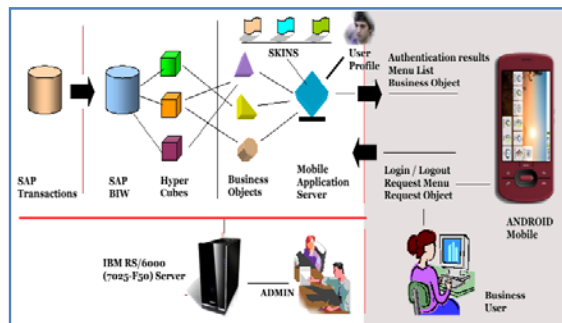 SKINS
User
Profile
Authentication results
Menu List
Business Object
SAP
Transactions
SAP
BIW
Hyper
Cubes
Business
Objects
Mobile
Application
Server
Login / Logout
Request Menu
Request Object
ANDROID
Mobile
IBM RS/6000
(7025-F50) Server
ADMIN
Business
User